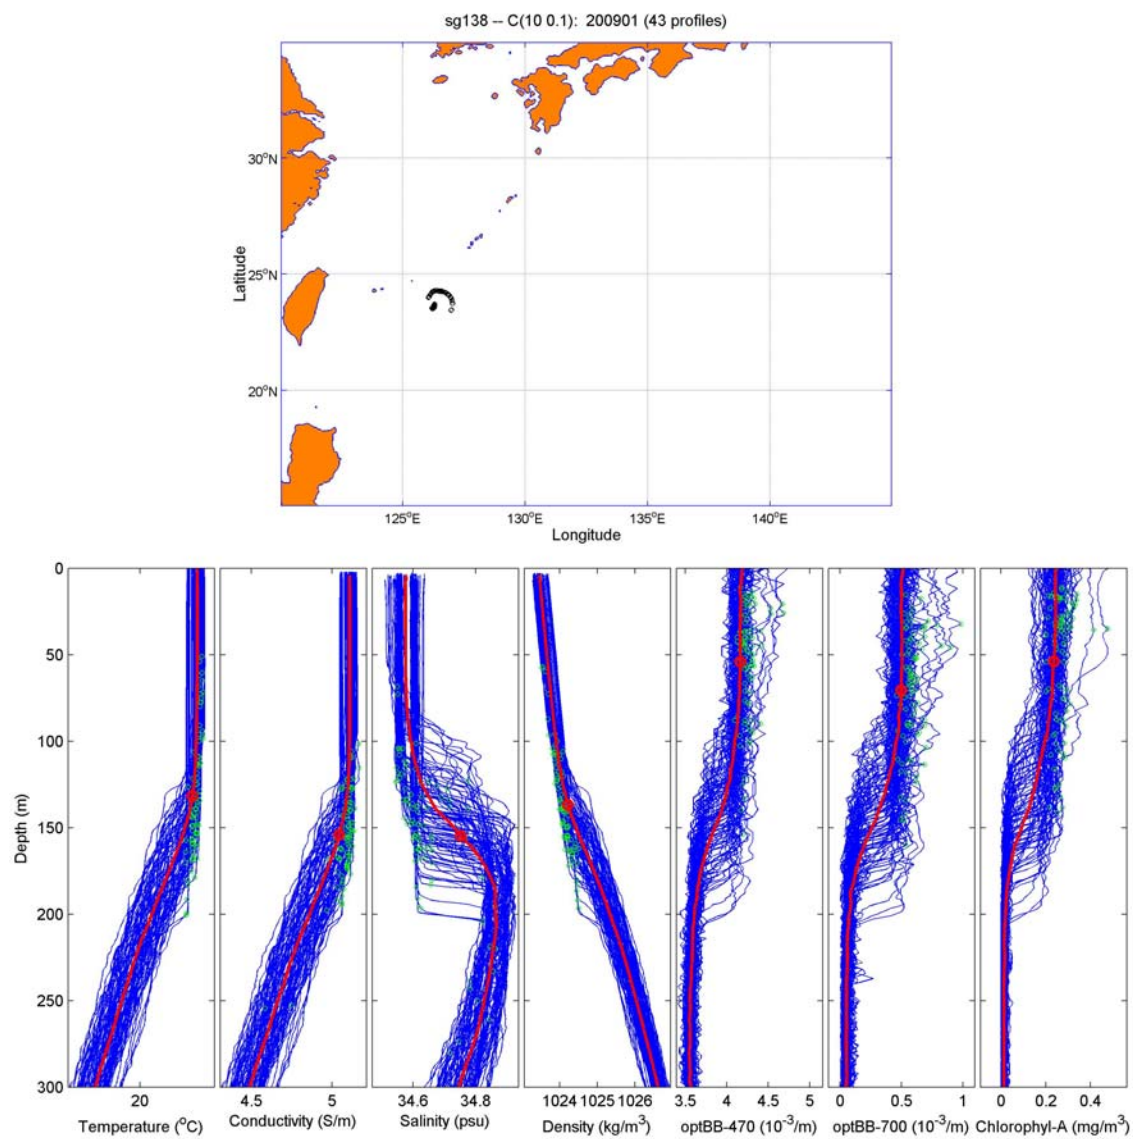 sg138 -- C(10 0.1):  200901 (43 profiles)
30°N
25°N
20°N
Latitude
125°E 130°E 135°E 140°E
Longitude
0
50
100
150
200
250
300
Depth (m)
20 4.5 5 34.6 34.8 1024 1025 1026 3.5 4 4.5 5 0 0.5 1 0 0.2 0.4
Temperature (°C) Conductivity (S/m) Salinity (psu) Density (kg/m³) optBB-470 (10⁻³/m) optBB-700 (10⁻³/m) Chlorophyl-A (mg/m³)